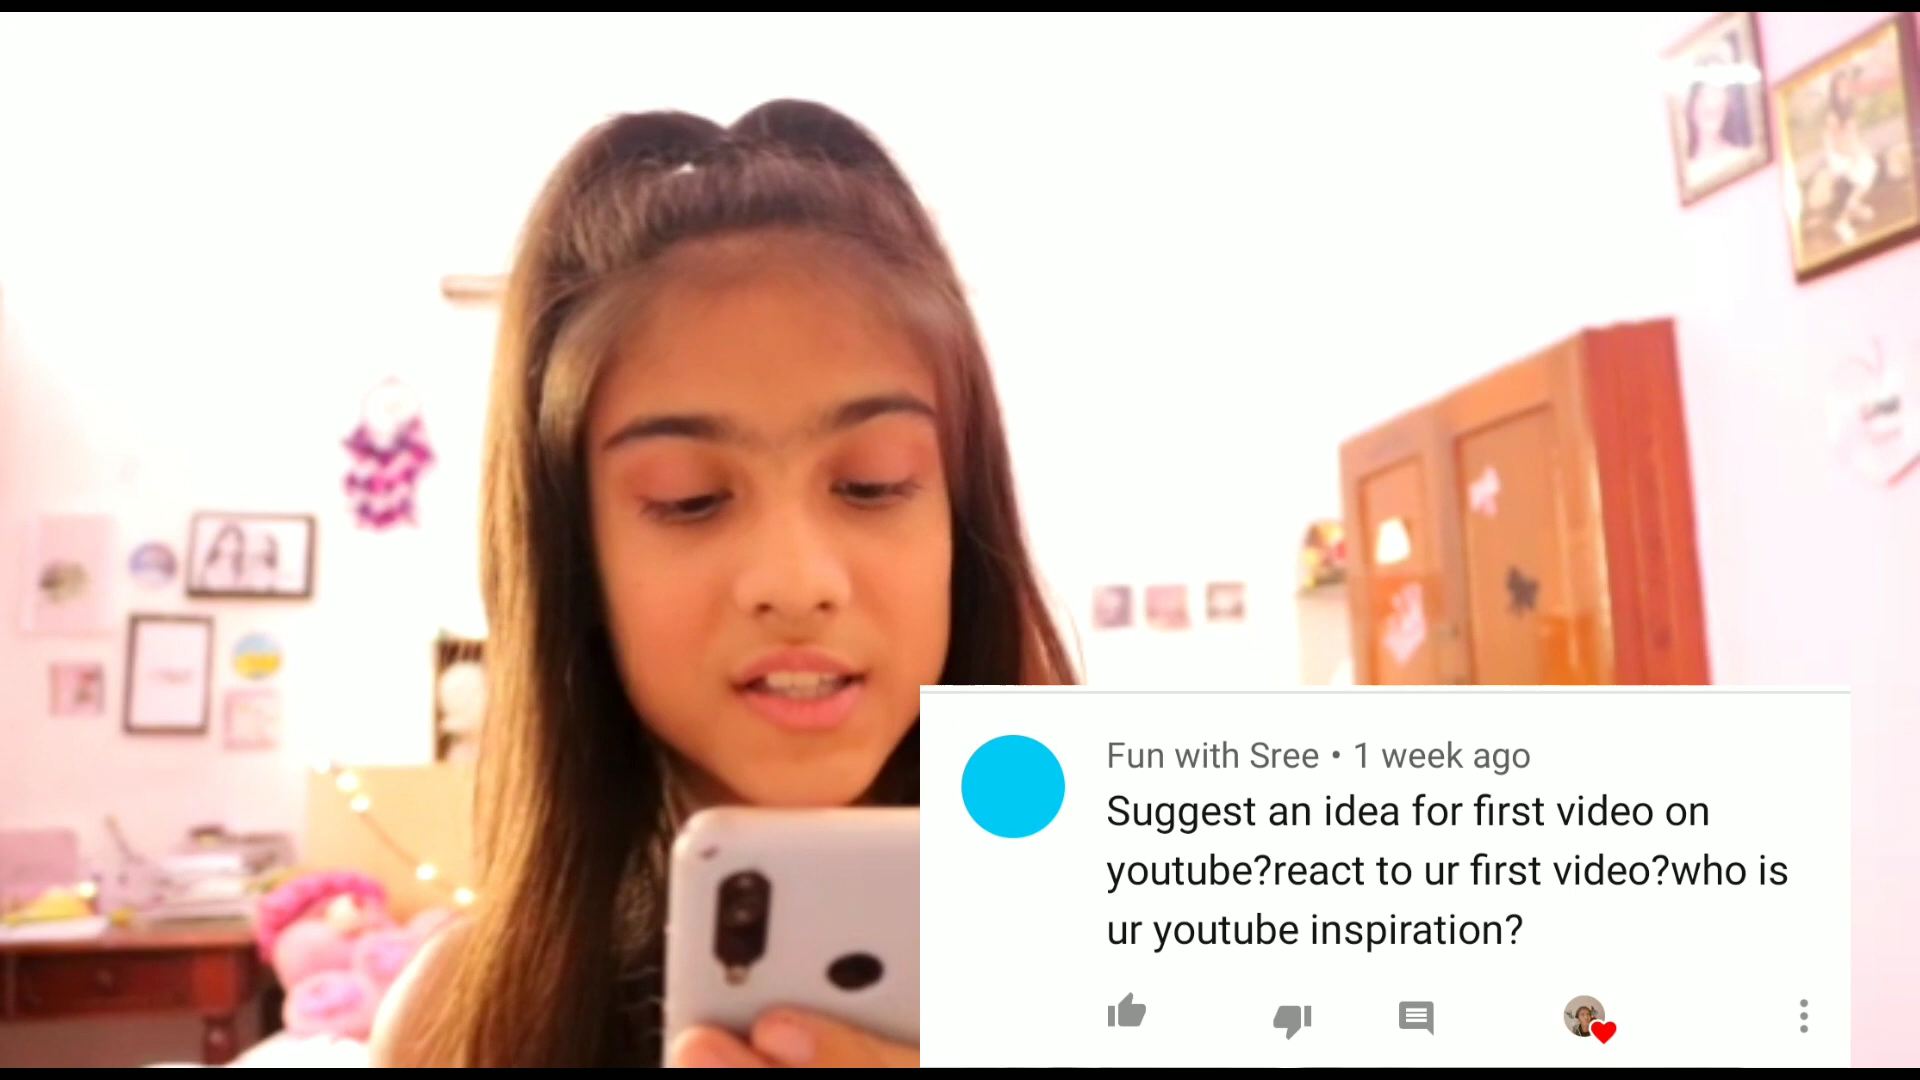 Fun with Sree • 1 week ago
Suggest an idea for first video on
youtube?react to ur first video?who is
ur youtube inspiration?